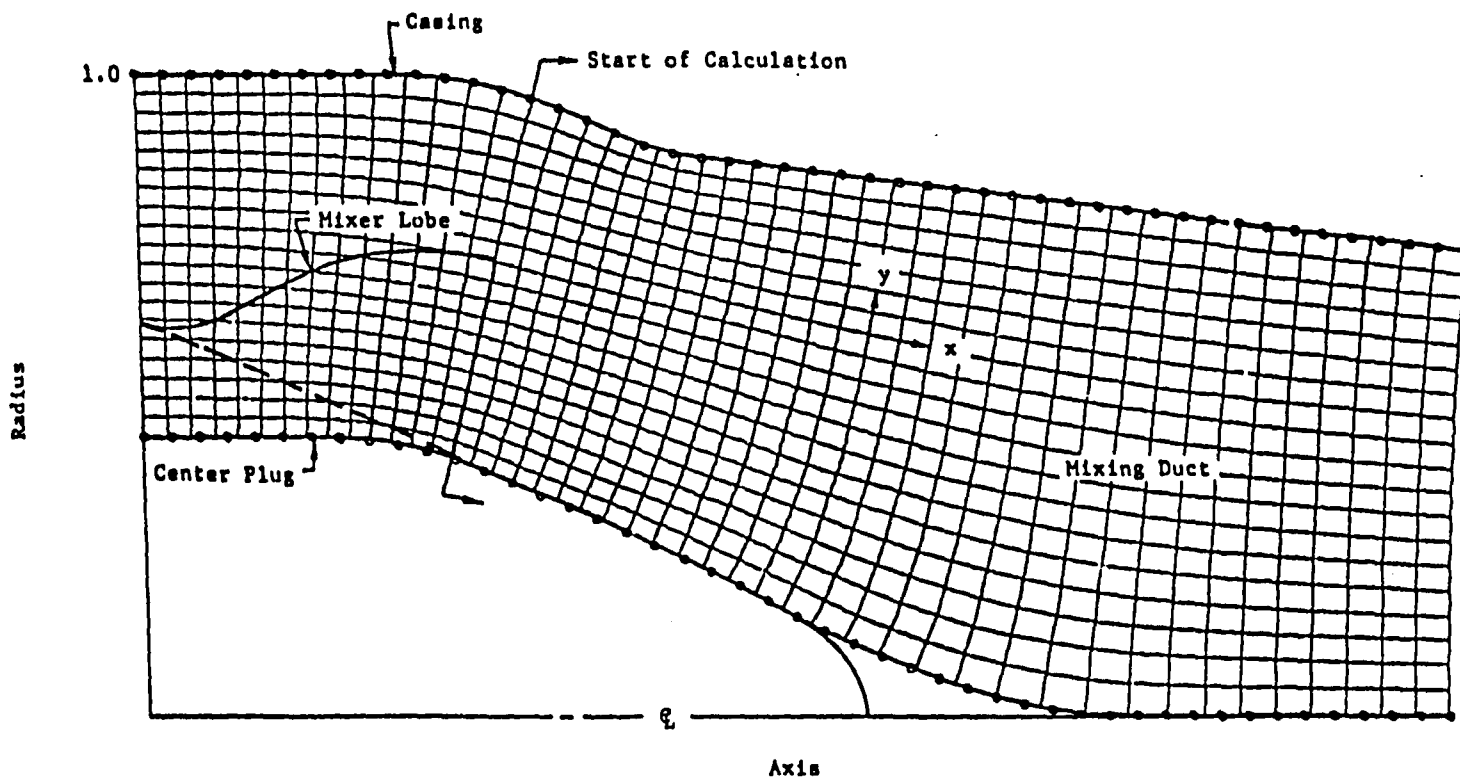 Casing
Start of Calculation
1.0
Mixer Lobe
y
x
Radius
Center Plug
Mixing Duct
℄
Axis